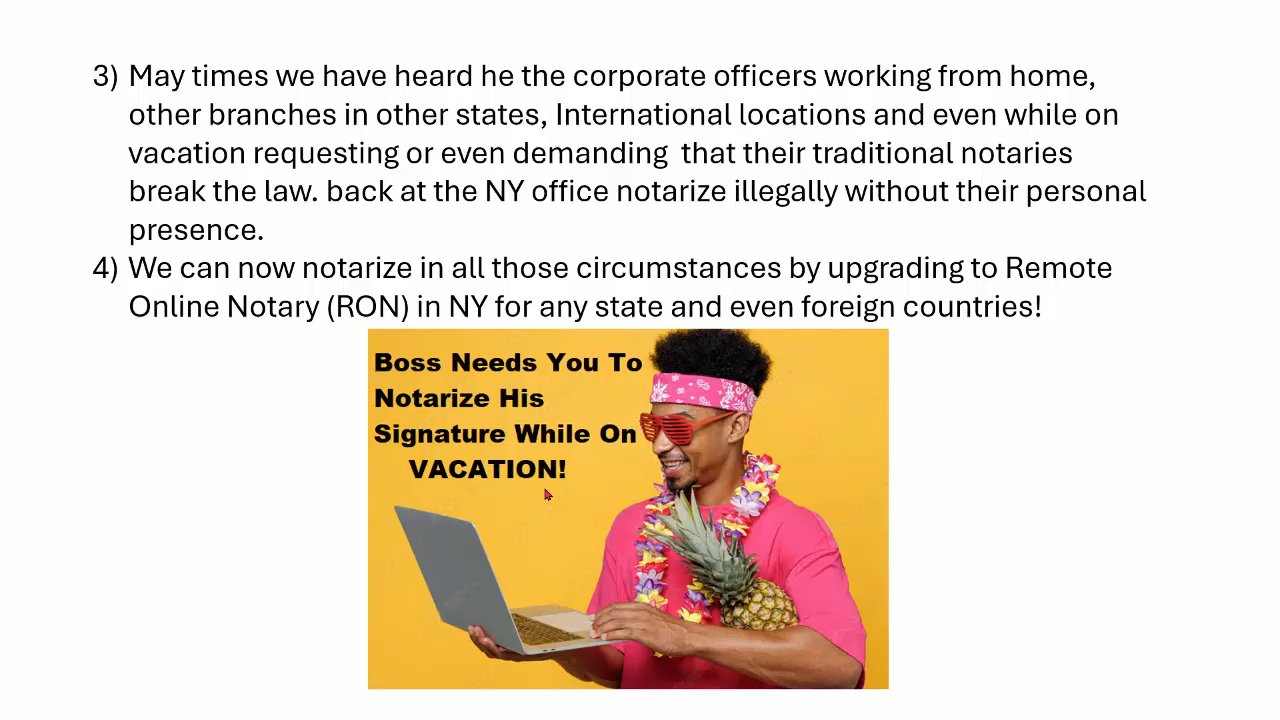 3) May times we have heard he the corporate officers working from home,
other branches in other states, International locations and even while on
vacation requesting or even demanding  that their traditional notaries
break the law. back at the NY office notarize illegally without their personal
presence.
4) We can now notarize in all those circumstances by upgrading to Remote
Online Notary (RON) in NY for any state and even foreign countries!
Boss Needs You To
Notarize His
Signature While On
VACATION!